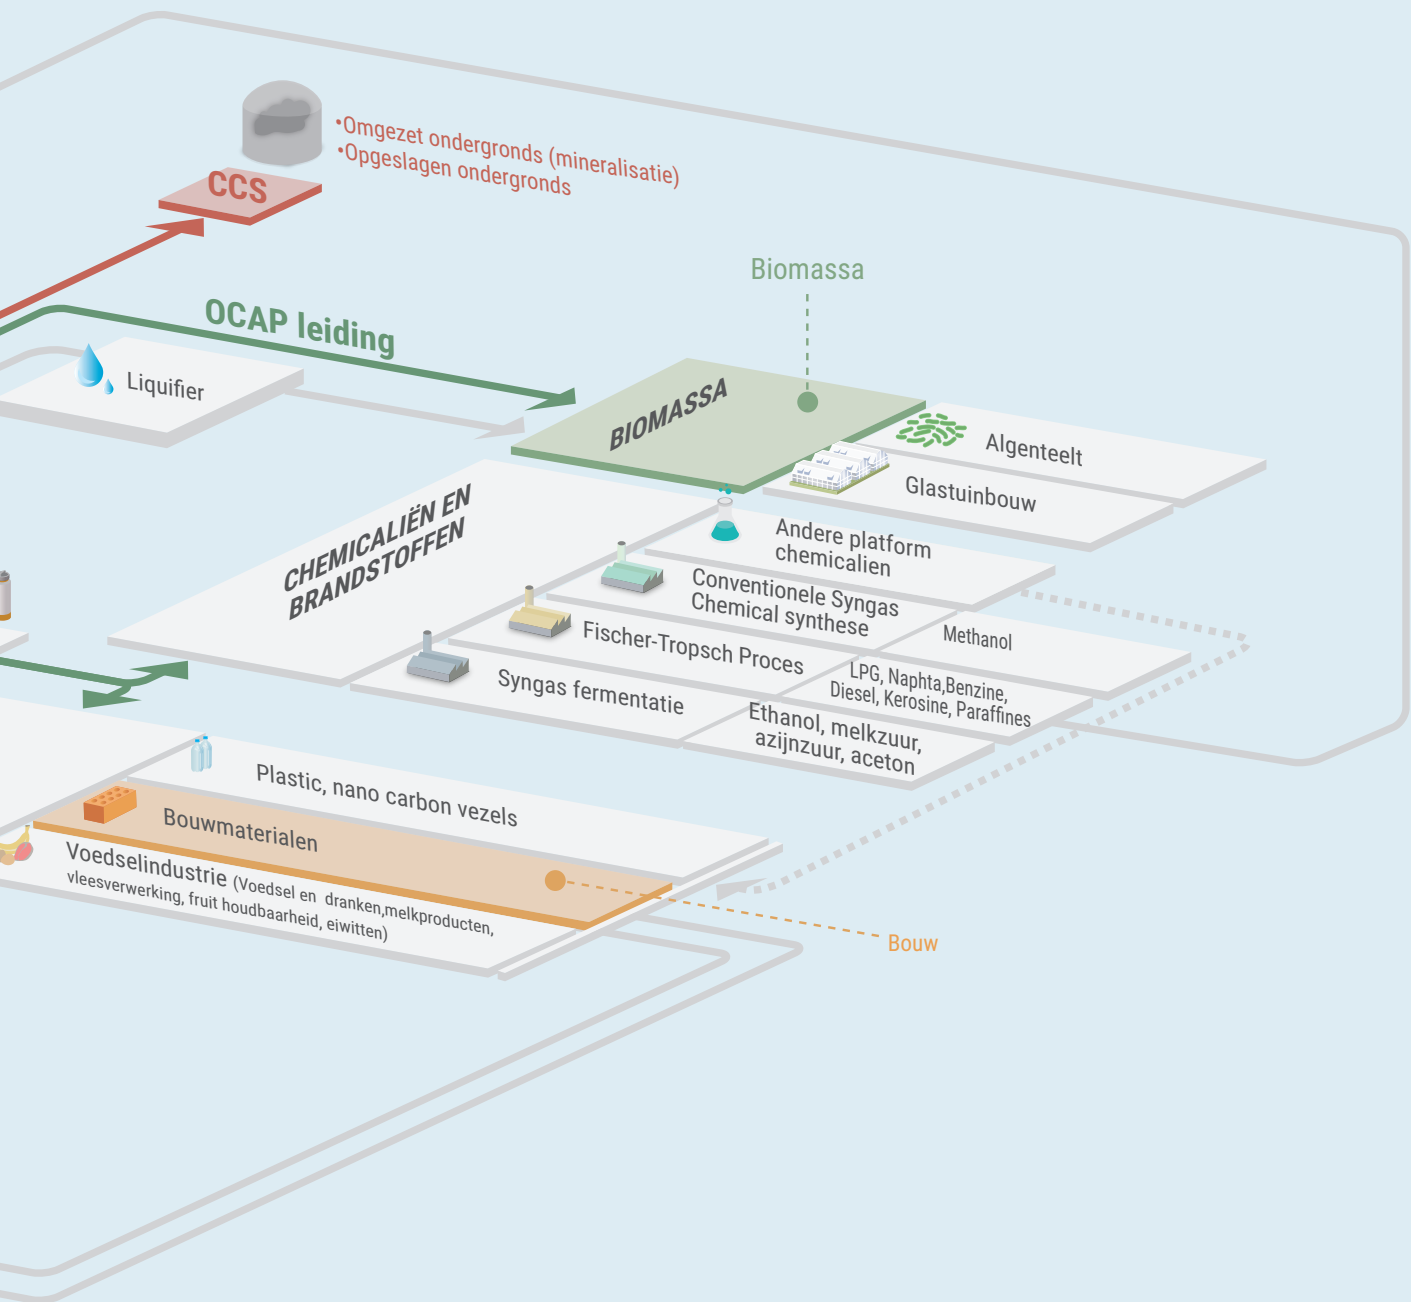 •Omgezet ondergronds (mineralisatie)
•Opgeslagen ondergronds
CCS
Biomassa
OCAP leiding
Liquifier
BIOMASSA
Algenteelt
Glastuinbouw
CHEMICALIËN EN
BRANDSTOFFEN
Andere platform
chemicalien
Conventionele Syngas
Chemical synthese
Methanol
Fischer-Tropsch Proces
LPG, Naphta,Benzine,
Diesel, Kerosine, Paraffines
Syngas fermentatie
Ethanol, melkzuur,
azijnzuur, aceton
Plastic, nano carbon vezels
Bouwmaterialen
Voedselindustrie (Voedsel en dranken,melkproducten,
vleesverwerking, fruit houdbaarheid, eiwitten)
Bouw